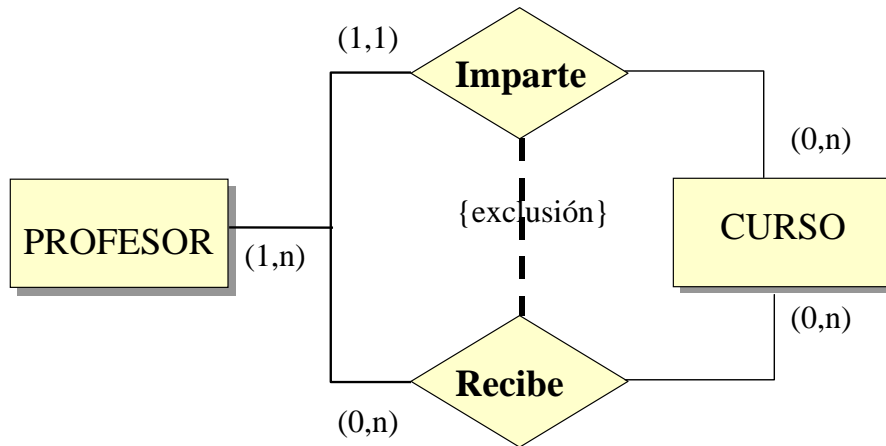 (1,1)
Imparte
(0,n)
{exclusión}
PROFESOR
CURSO
(1,n)
(0,n)
Recibe
(0,n)